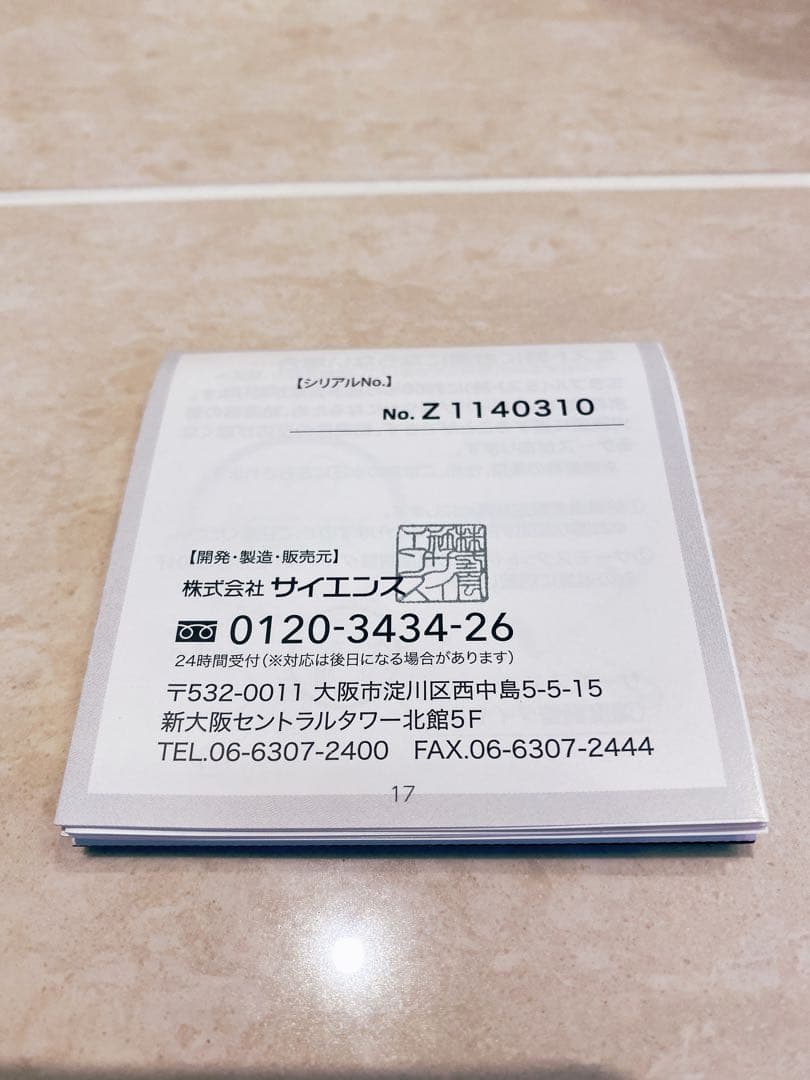 【シリアルNo.】
No. Z1140310
【開発・製造・販売元】
株式会社 サイエンス
0120-3434-26
24時間受付(※対応は後日になる場合があります)
〒532-0011 大阪市淀川区西中島5-5-15
新大阪セントラルタワー北館5F
TEL.06-6307-2400 FAX.06-6307-2444
17